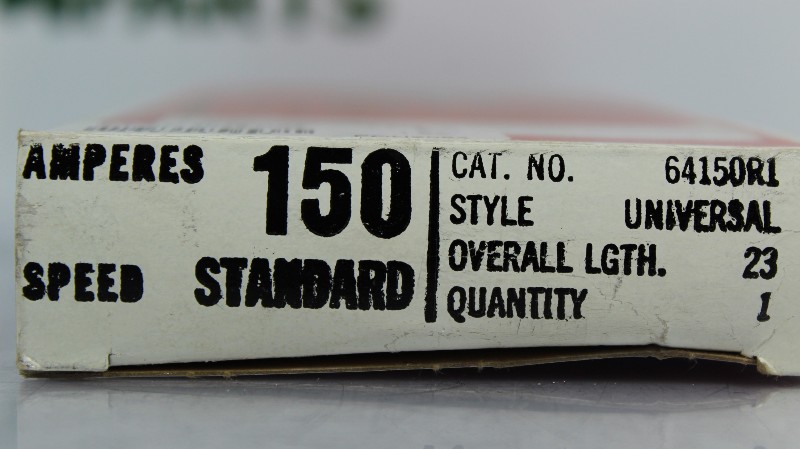 AMPERES 150
SPEED STANDARD
CAT. NO. 64150R1
STYLE UNIVERSAL
OVERALL LGTH. 23
QUANTITY 1